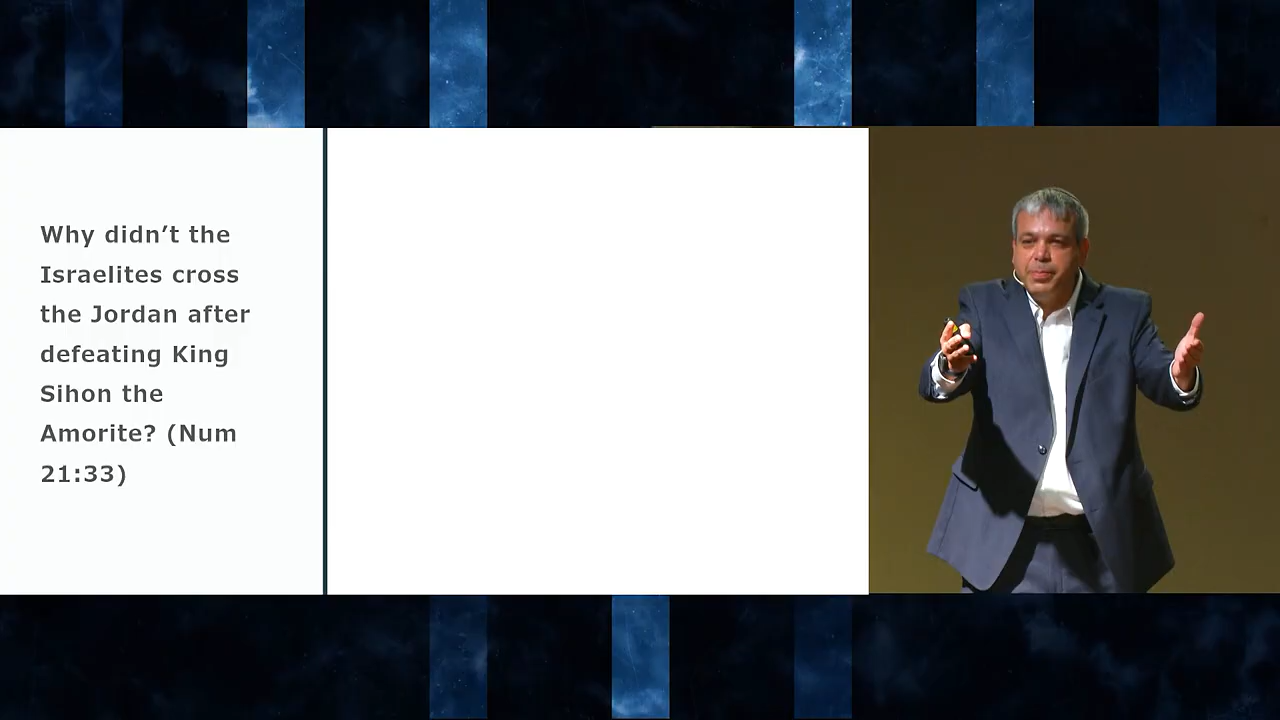 Why didn’t the
Israelites cross
the Jordan after
defeating King
Sihon the
Amorite? (Num
21:33)